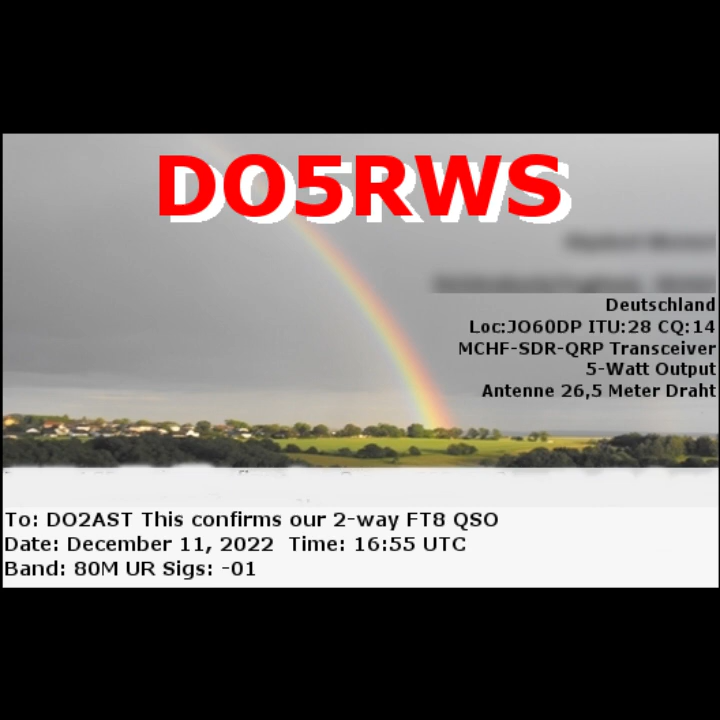 DO5RWS
Deutschland
Loc:JO60DP ITU:28 CQ:14
MCHF-SDR-QRP Transceiver
5-Watt Output
Antenne 26,5 Meter Draht
To: DO2AST This confirms our 2-way FT8 QSO
Date: December 11, 2022 Time: 16:55 UTC
Band: 80M UR Sigs: -01